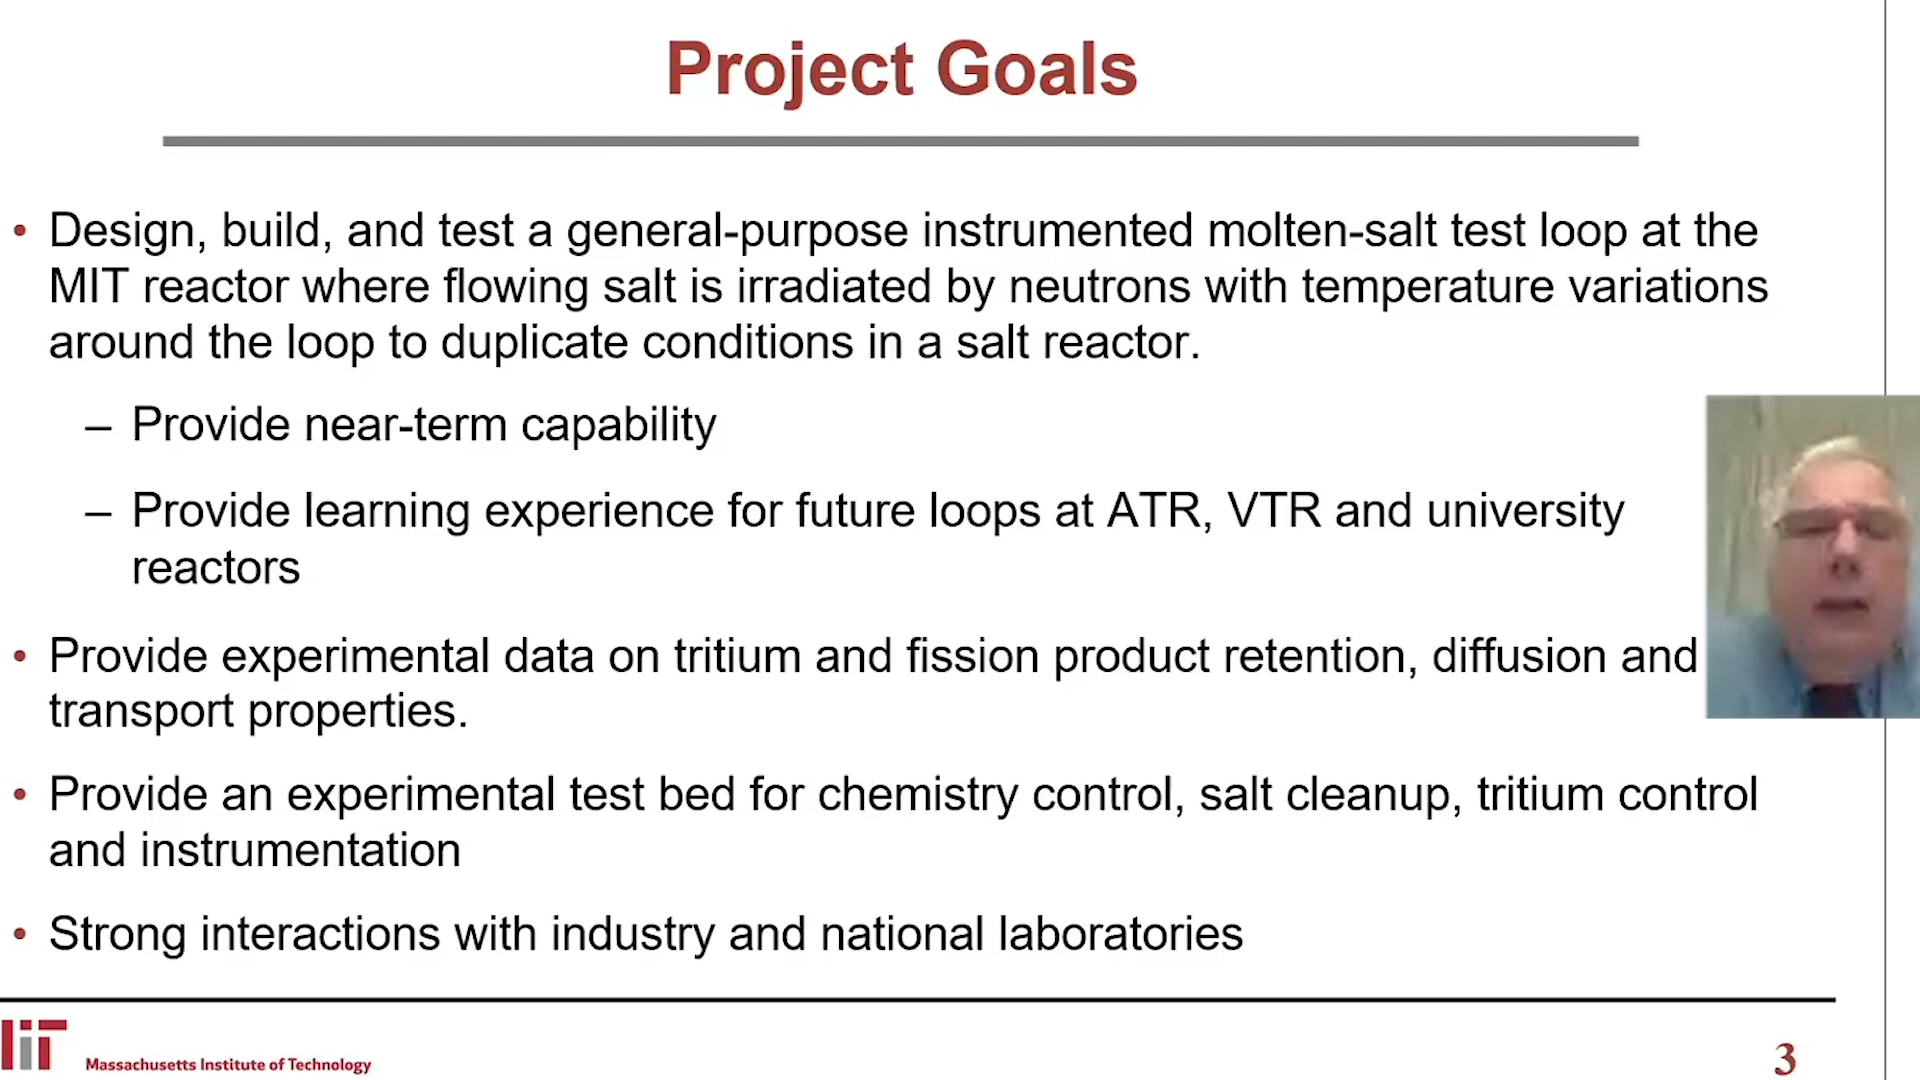 Project Goals
• Design, build, and test a general-purpose instrumented molten-salt test loop at the
MIT reactor where flowing salt is irradiated by neutrons with temperature variations
around the loop to duplicate conditions in a salt reactor.
– Provide near-term capability
– Provide learning experience for future loops at ATR, VTR and university
reactors
• Provide experimental data on tritium and fission product retention, diffusion and
transport properties.
• Provide an experimental test bed for chemistry control, salt cleanup, tritium control
and instrumentation
• Strong interactions with industry and national laboratories
Massachusetts Institute of Technology
3